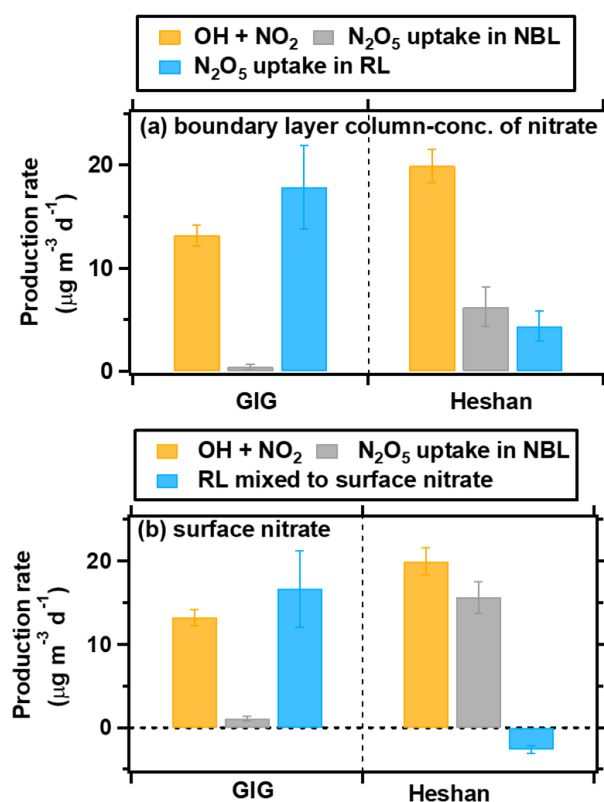 OH + NO₂ N₂O₅ uptake in NBL
N₂O₅ uptake in RL
(a) boundary layer column-conc. of nitrate
Production rate
(μg m⁻³ d⁻¹)
20
10
0
GIG Heshan
OH + NO₂ N₂O₅ uptake in NBL
RL mixed to surface nitrate
(b) surface nitrate
Production rate
(μg m⁻³ d⁻¹)
20
10
0
GIG Heshan